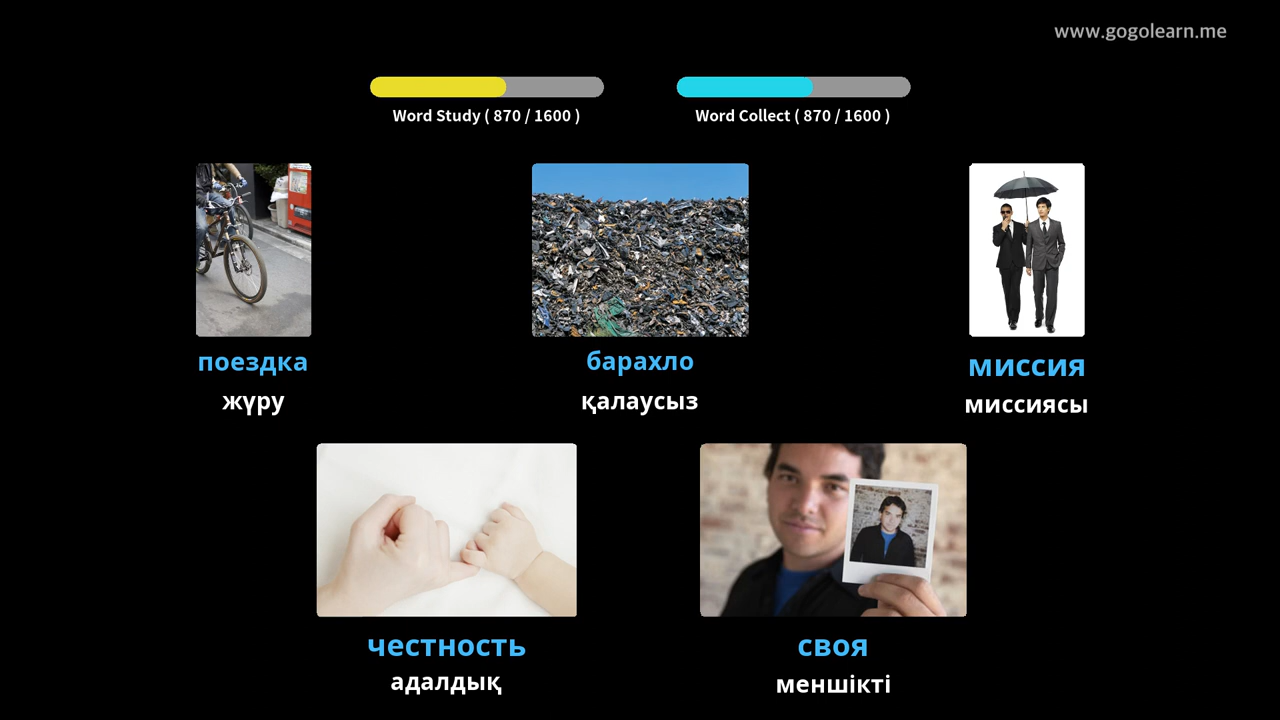 www.gogolearn.me
Word Study ( 870 / 1600 )
Word Collect ( 870 / 1600 )
поездка
жүру
барахло
қалаусыз
миссия
миссиясы
честность
адалдық
своя
меншікті